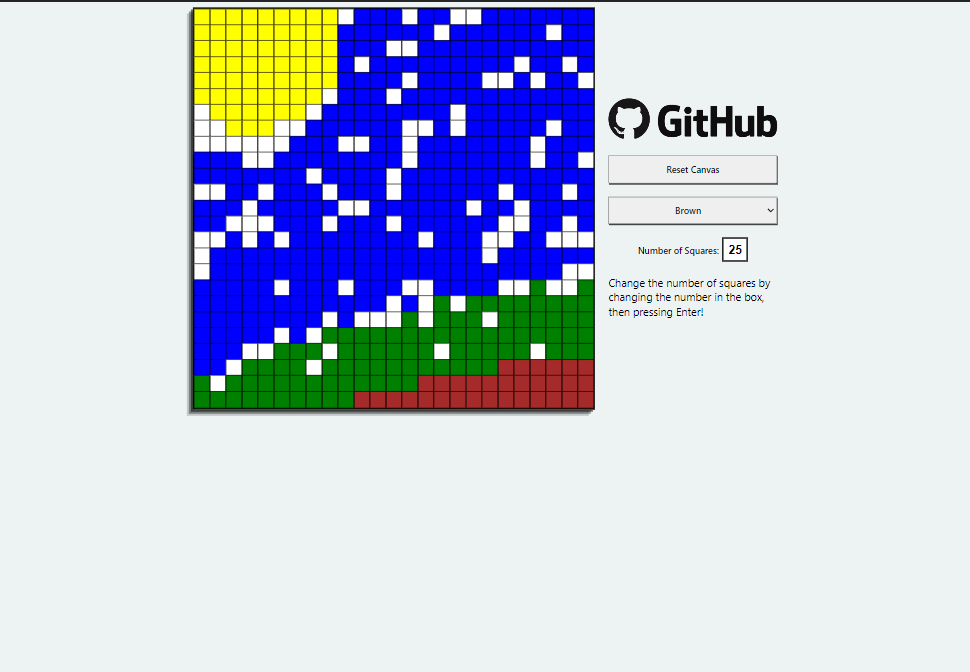 GitHub
Reset Canvas
Brown
Number of Squares: 25
Change the number of squares by
changing the number in the box,
then pressing Enter!